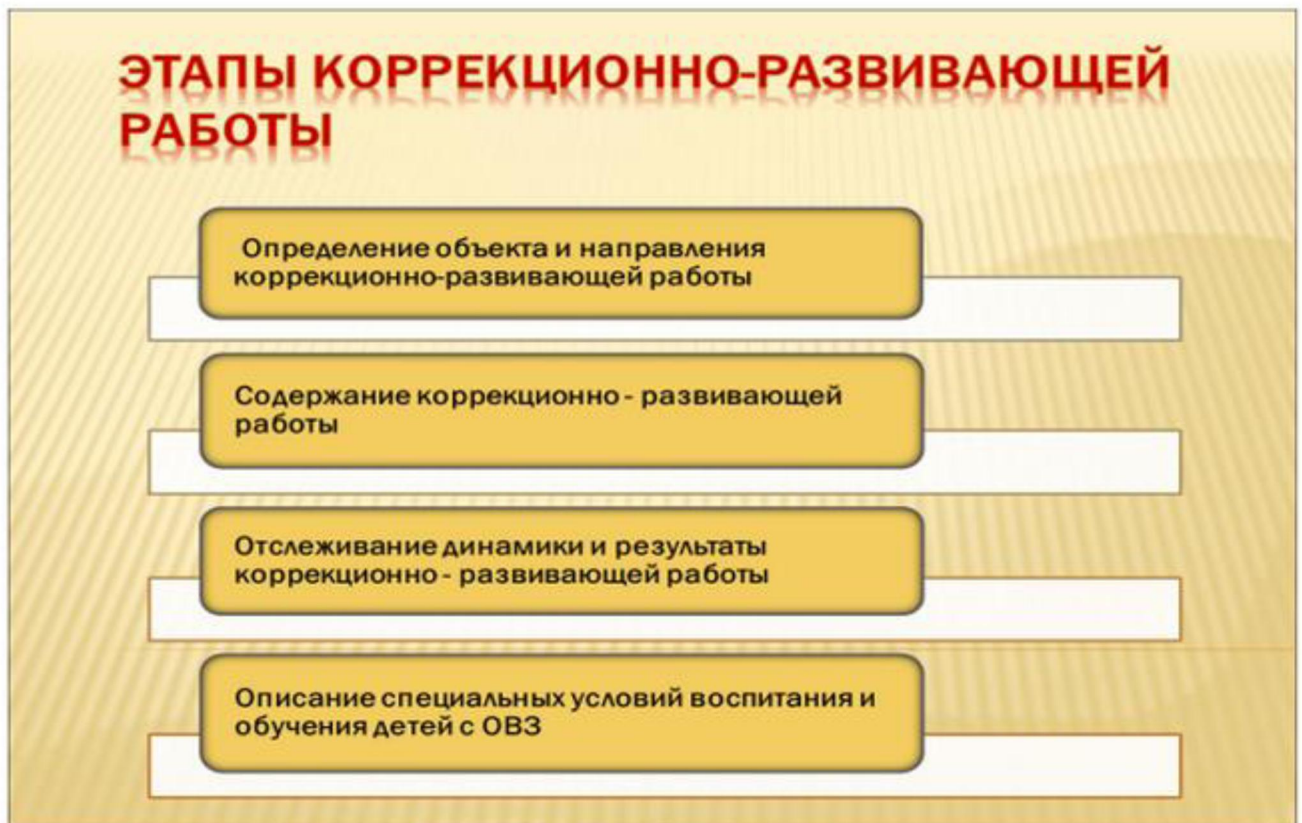 ЭТАПЫ КОРРЕКЦИОННО-РАЗВИВАЮЩЕЙ
РАБОТЫ
Определение объекта и направления
коррекционно-развивающей работы
Содержание коррекционно - развивающей
работы
Отслеживание динамики и результаты
коррекционно - развивающей работы
Описание специальных условий воспитания и
обучения детей с ОВЗ